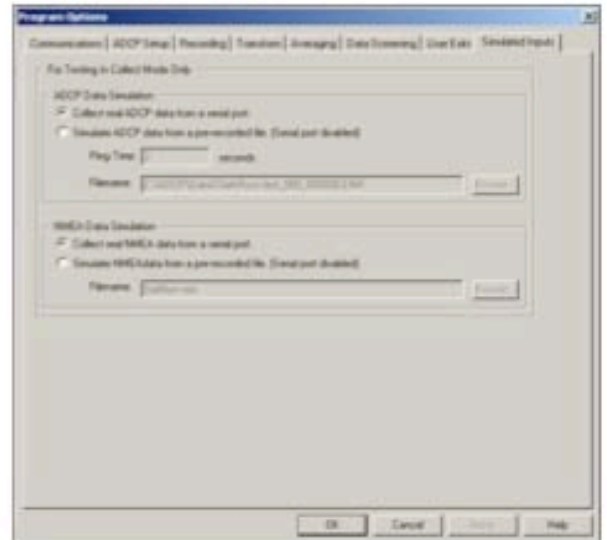 Program Options
Communications ADCP Setup Recording Transform Averaging Data Screening User Exits Simulated Inputs
For Testing in Collect Mode Only
ADCP Data Simulation
Collect real ADCP data from a serial port
Simulate ADCP data from a pre-recorded file. (Serial port disabled)
Ping Time seconds
Filename
Browse...
NMEA Data Simulation
Collect real NMEA data from a serial port
Simulate NMEA data from a pre-recorded file. (Serial port disabled)
Filename
Browse...
OK Cancel Apply Help